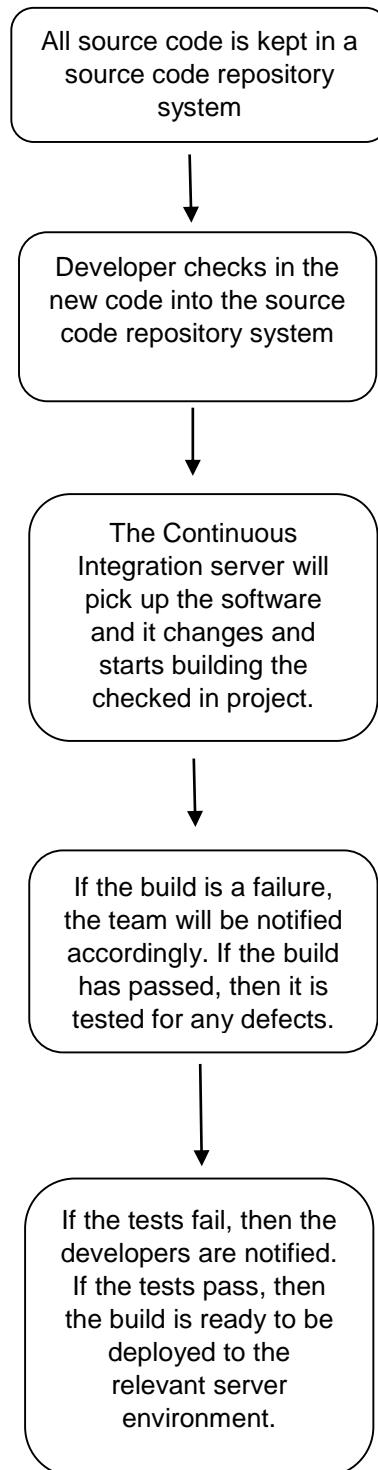 All source code is kept in a
source code repository
system
Developer checks in the
new code into the source
code repository system
The Continuous
Integration server will
pick up the software
and it changes and
starts building the
checked in project.
If the build is a failure,
the team will be notified
accordingly. If the build
has passed, then it is
tested for any defects.
If the tests fail, then the
developers are notified.
If the tests pass, then
the build is ready to be
deployed to the
relevant server
environment.